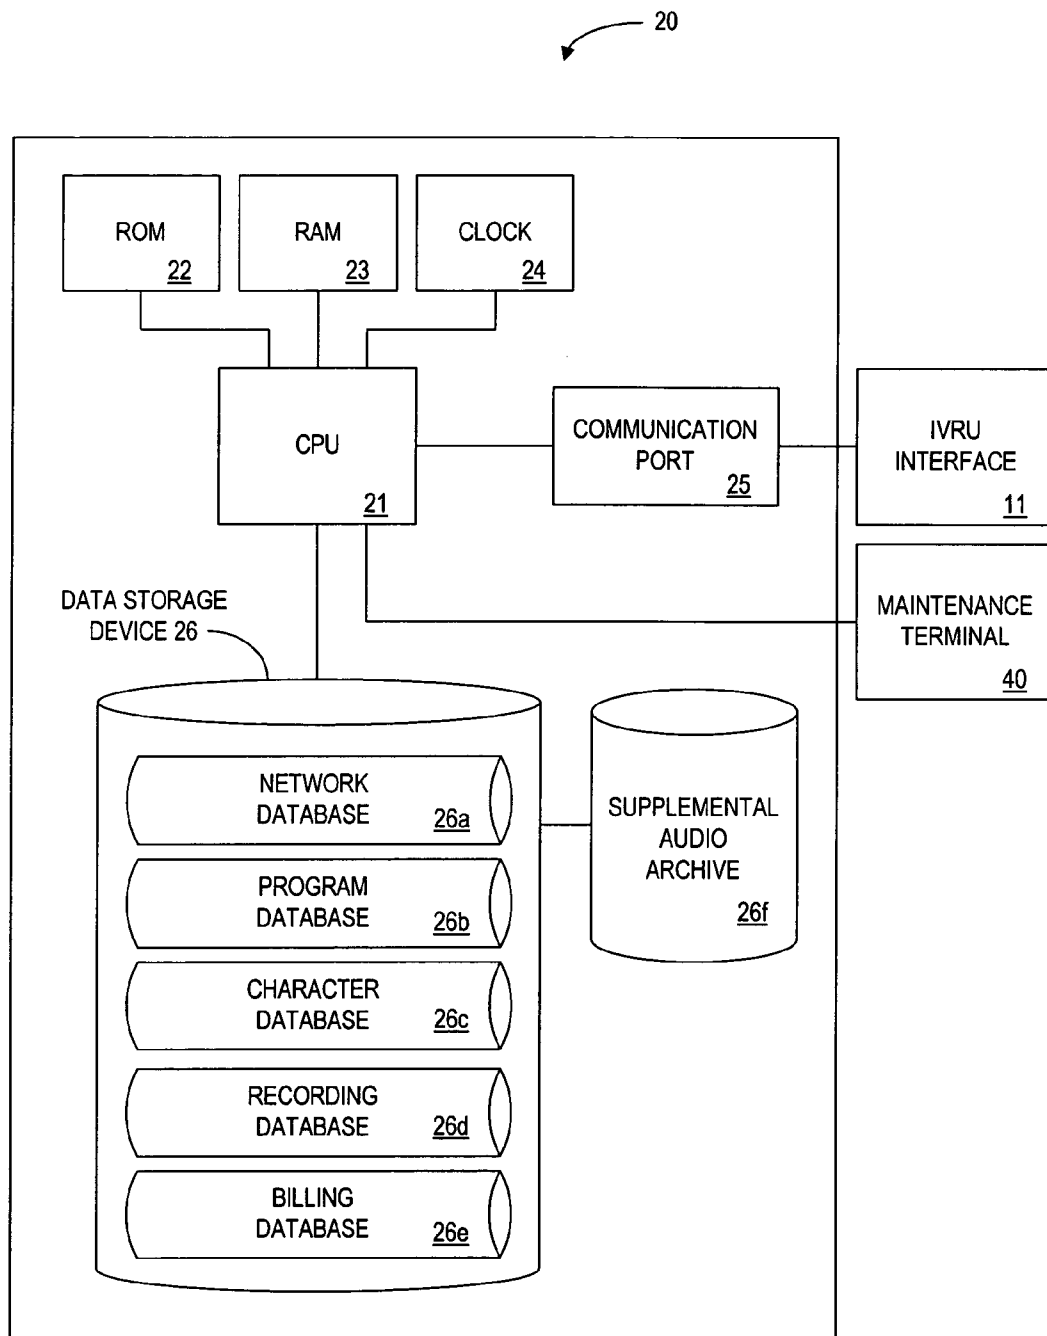 20
ROM
22
RAM
23
CLOCK
24
CPU
21
COMMUNICATION
PORT
25
IVRU
INTERFACE
11
MAINTENANCE
TERMINAL
40
DATA STORAGE
DEVICE 26
NETWORK
DATABASE
26a
PROGRAM
DATABASE
26b
CHARACTER
DATABASE
26c
RECORDING
DATABASE
26d
BILLING
DATABASE
26e
SUPPLEMENTAL
AUDIO
ARCHIVE
26f